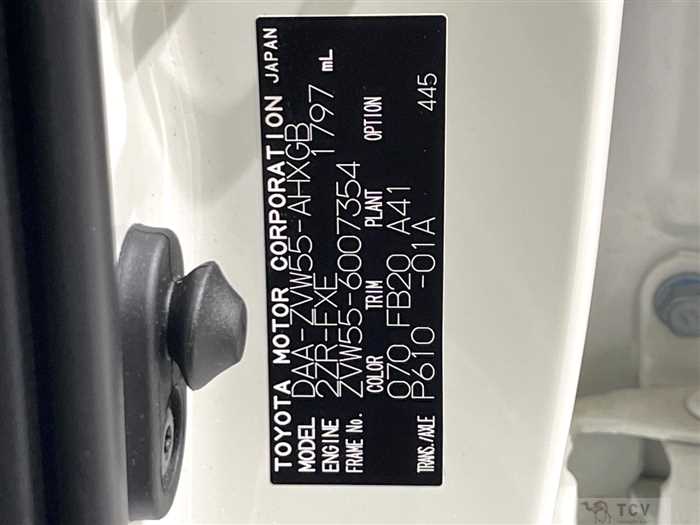 TOYOTA MOTOR CORPORATION JAPAN
MODEL DAA-ZVW55-AHXGB
ENGINE 2ZR-FXE 1797 mL
FRAME No. ZVW55-6007354
COLOR TRIM PLANT OPTION
070 FB20 A41 445
TRANS./AXLE P610 -01A
TCV